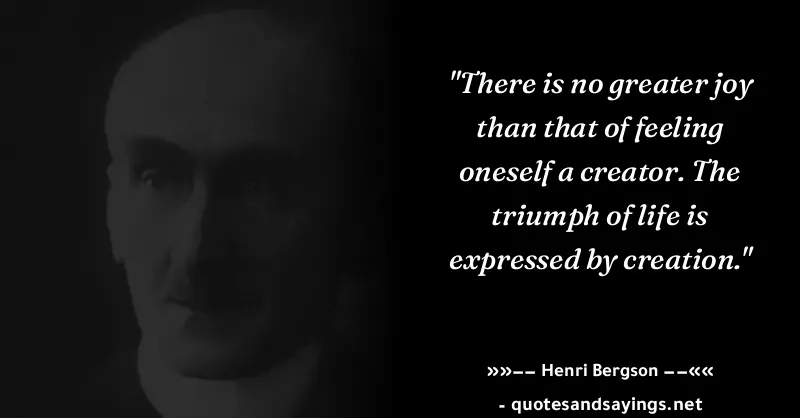 "There is no greater joy
than that of feeling
oneself a creator. The
triumph of life is
expressed by creation."
»»−− Henri Bergson −−««
- quotesandsayings.net